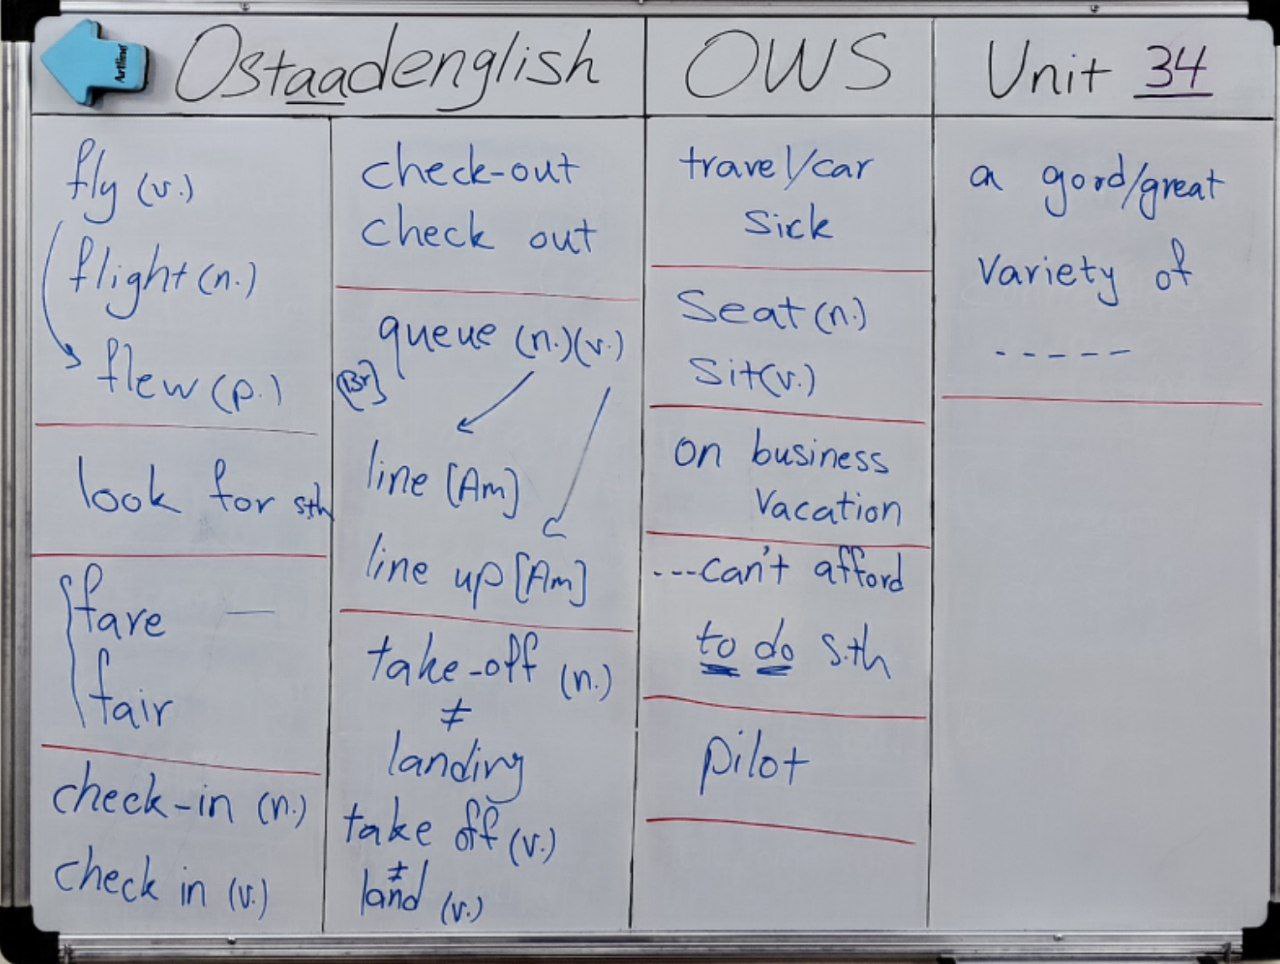 Ostaadenglish
OWS
Unit 34
Artline
fly (v.)
flight (n.)
flew (p.)
look for sth
fare
fair
check-in (n.)
check in (v.)
check-out
check out
queue (n.)(v.)
[Br]
line [Am]
line up [Am]
take-off (n.)
≠
landing
take off (v.)
≠
land (v.)
travel/car
sick
Seat (n.)
Sit (v.)
on business
vacation
---can't afford
to do s.th
pilot
a good/great
variety of
-----